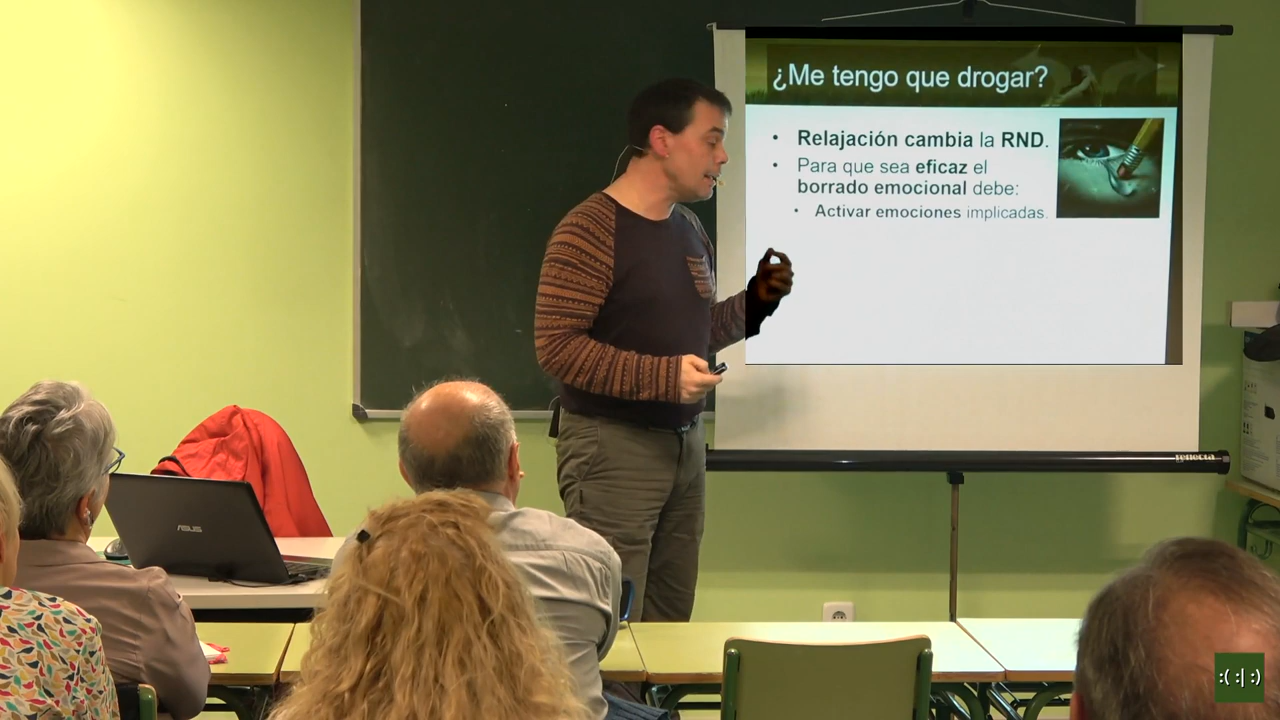 ¿Me tengo que drogar?
• Relajación cambia la RND.
• Para que sea eficaz el
borrado emocional debe:
• Activar emociones implicadas.
ASUS
reflecta
:( :| :)